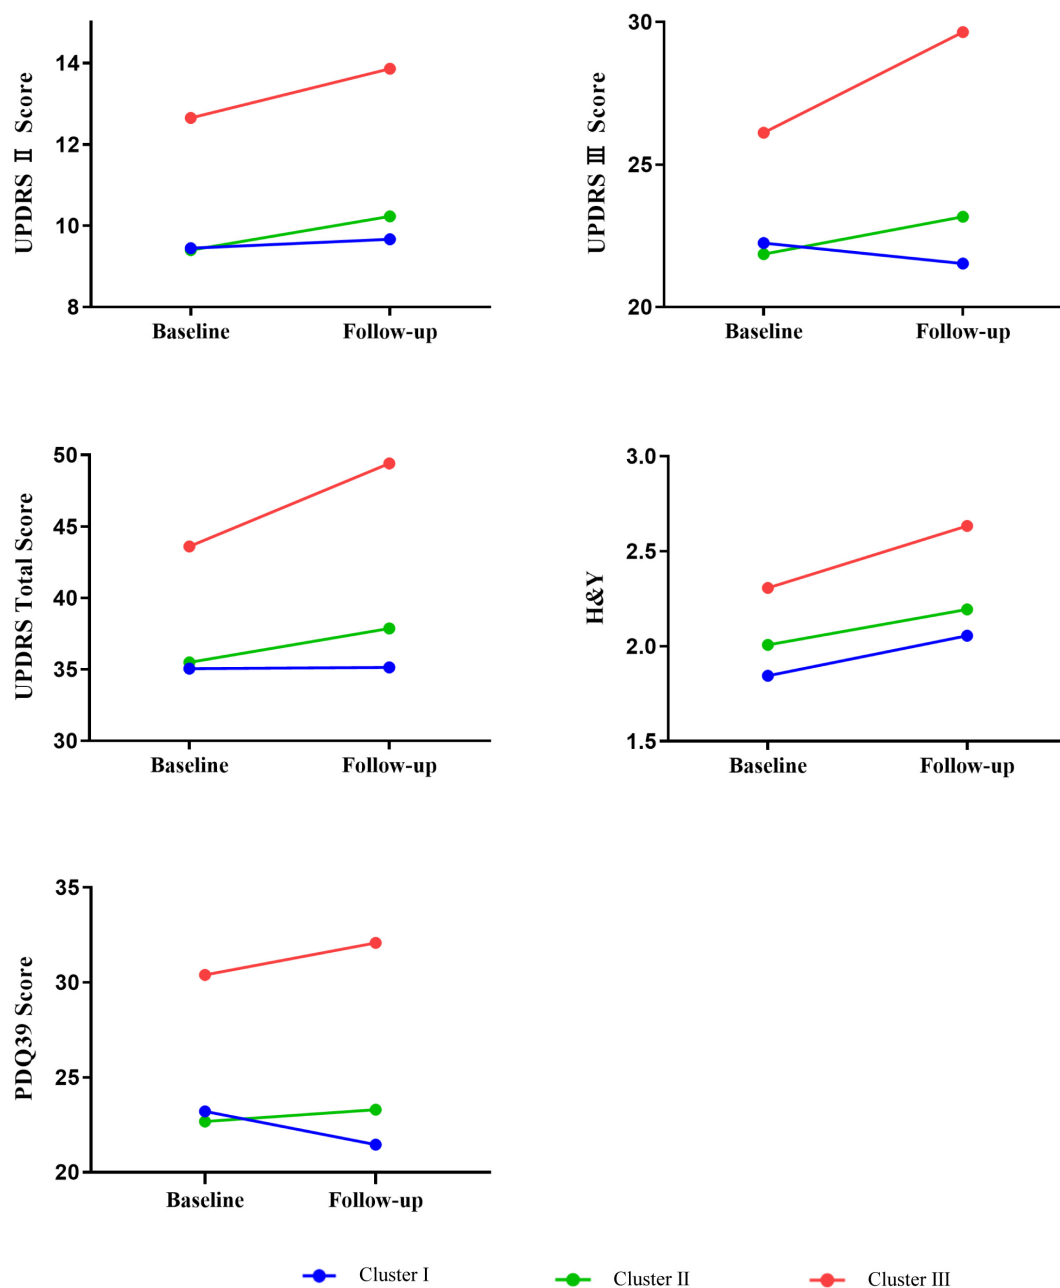 UPDRS Ⅱ Score
14
12
10
8
Baseline Follow-up
UPDRS Ⅲ Score
30
25
20
Baseline Follow-up
UPDRS Total Score
50
45
40
35
30
Baseline Follow-up
H&Y
3.0
2.5
2.0
1.5
Baseline Follow-up
PDQ39 Score
35
30
25
20
Baseline Follow-up
Cluster I Cluster II Cluster III